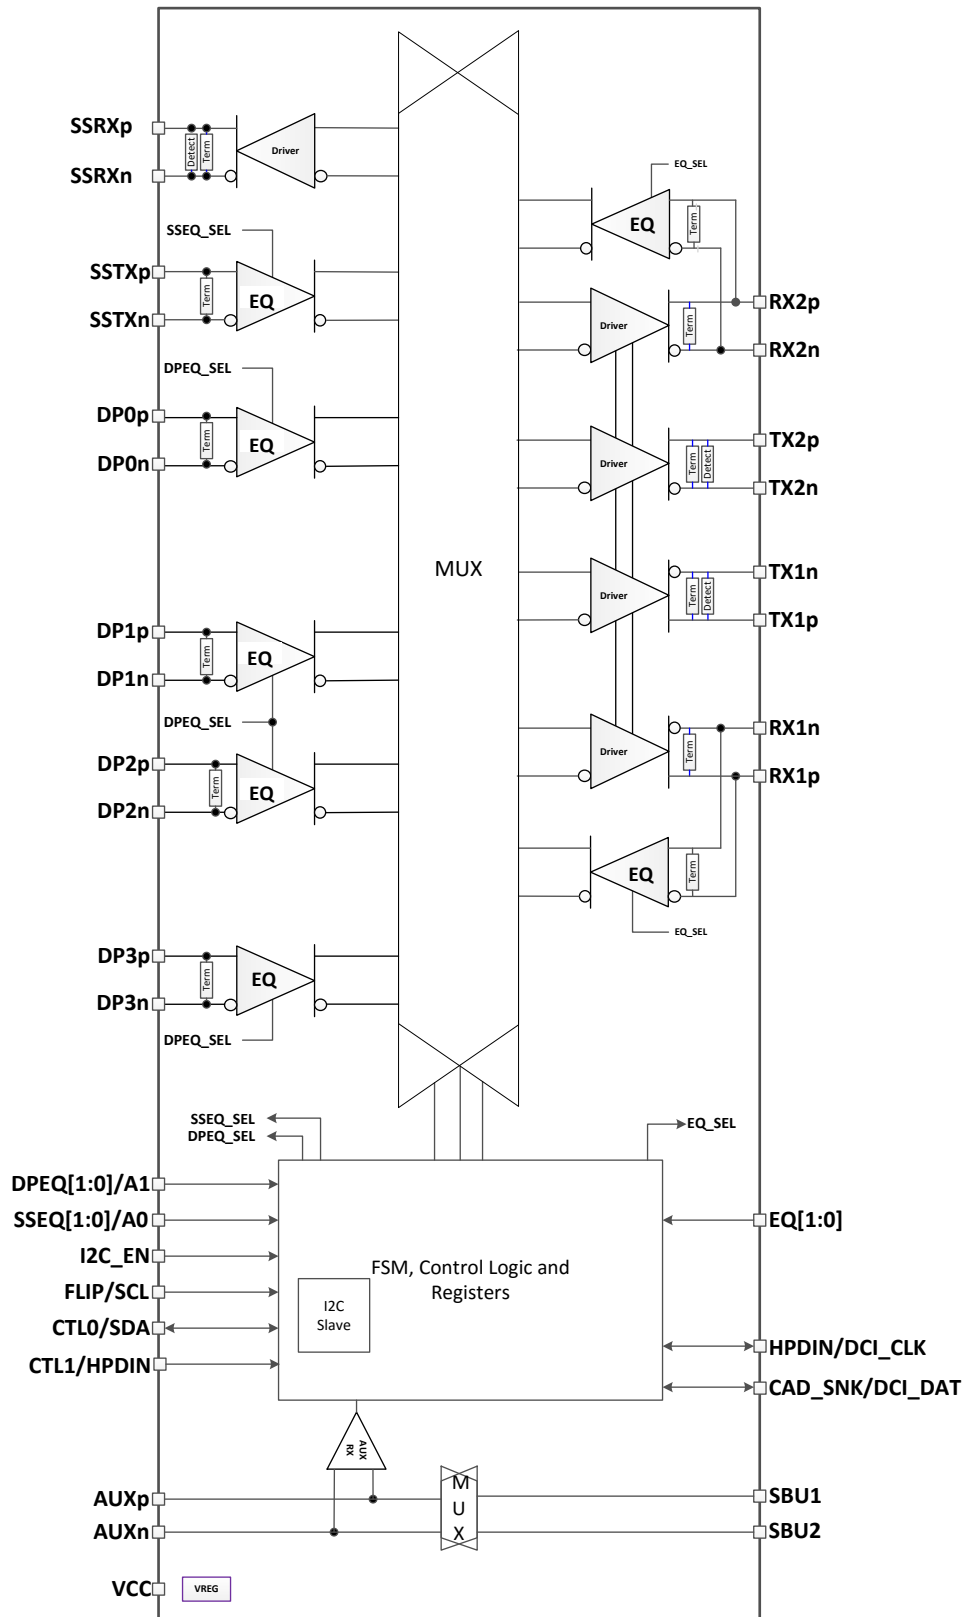 SSRXp
SSRXn
Detect
Term
Driver
EQ_SEL
EQ
Term
SSEQ_SEL
SSTXp
SSTXn
Term
EQ
RX2p
RX2n
Driver
Term
DPEQ_SEL
DP0p
DP0n
Term
EQ
TX2p
TX2n
Driver
Term
Detect
MUX
TX1n
TX1p
Driver
Term
Detect
DP1p
DP1n
Term
EQ
DPEQ_SEL
RX1n
RX1p
Driver
Term
DP2p
DP2n
Term
EQ
EQ
Term
EQ_SEL
DP3p
DP3n
Term
EQ
DPEQ_SEL
SSEQ_SEL
DPEQ_SEL
EQ_SEL
DPEQ[1:0]/A1
SSEQ[1:0]/A0
I2C_EN
FLIP/SCL
CTL0/SDA
CTL1/HPDIN
FSM, Control Logic and
Registers
I2C
Slave
EQ[1:0]
HPDIN/DCI_CLK
CAD_SNK/DCI_DAT
AUX
RX
AUXp
AUXn
M
U
X
SBU1
SBU2
VCC
VREG